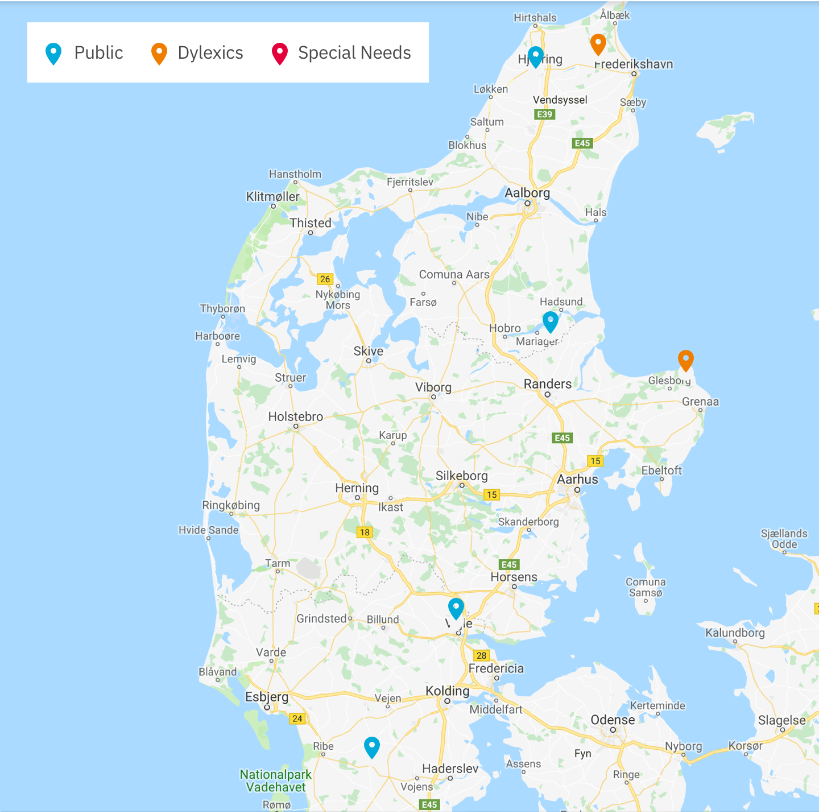 Public
Dylexics
Special Needs
Hirtshals
Ålbæk
Frederikshavn
Løkken
Vendsyssel
Sæby
E39
Saltum
Blokhus
E45
Hanstholm
Klitmøller
Fjerritslev
Aalborg
Thisted
Nibe
Hals
26
Comuna Aars
Nykøbing
Mors
Farsø
Hadsund
Thyborøn
Hobro
Mariager
Harboøre
Skive
Lemvig
Struer
Viborg
Randers
Glesborg
Grenaa
Holstebro
Karup
E45
15
Silkeborg
Ebeltoft
Aarhus
Herning
15
Ikast
Ringkøbing
Skanderborg
Hvide Sande
18
Sjællands
Odde
Tarm
E45
Horsens
Comuna
Samsø
Grindsted
Billund
Kalundborg
Varde
28
Fredericia
Blåvand
Esbjerg
Vejen
Kolding
Middelfart
Kerteminde
24
Odense
Slagelse
Ribe
Fyn
Nyborg
Korsør
Assens
Haderslev
Nationalpark
Vadehavet
Vojens
Ringe
Rømø
E45